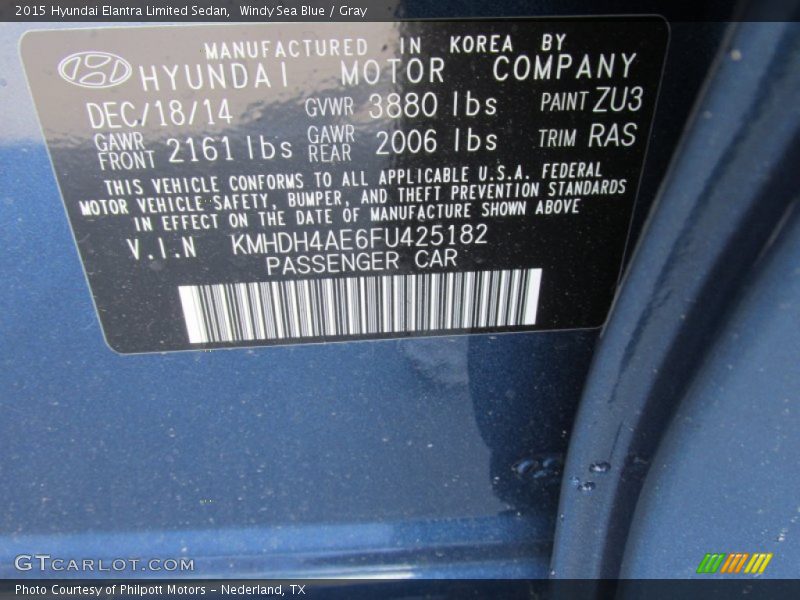 2015 Hyundai Elantra Limited Sedan, Windy Sea Blue / Gray
MANUFACTURED IN KOREA BY
HYUNDAI MOTOR COMPANY
DEC/18/14 GVWR 3880 lbs PAINT ZU3
GAWR FRONT 2161 lbs GAWR REAR 2006 lbs TRIM RAS
THIS VEHICLE CONFORMS TO ALL APPLICABLE U.S.A. FEDERAL
MOTOR VEHICLE SAFETY, BUMPER, AND THEFT PREVENTION STANDARDS
IN EFFECT ON THE DATE OF MANUFACTURE SHOWN ABOVE
V.I.N KMHDH4AE6FU425182
PASSENGER CAR
GTCARLOT.COM
Photo Courtesy of Philpott Motors - Nederland, TX